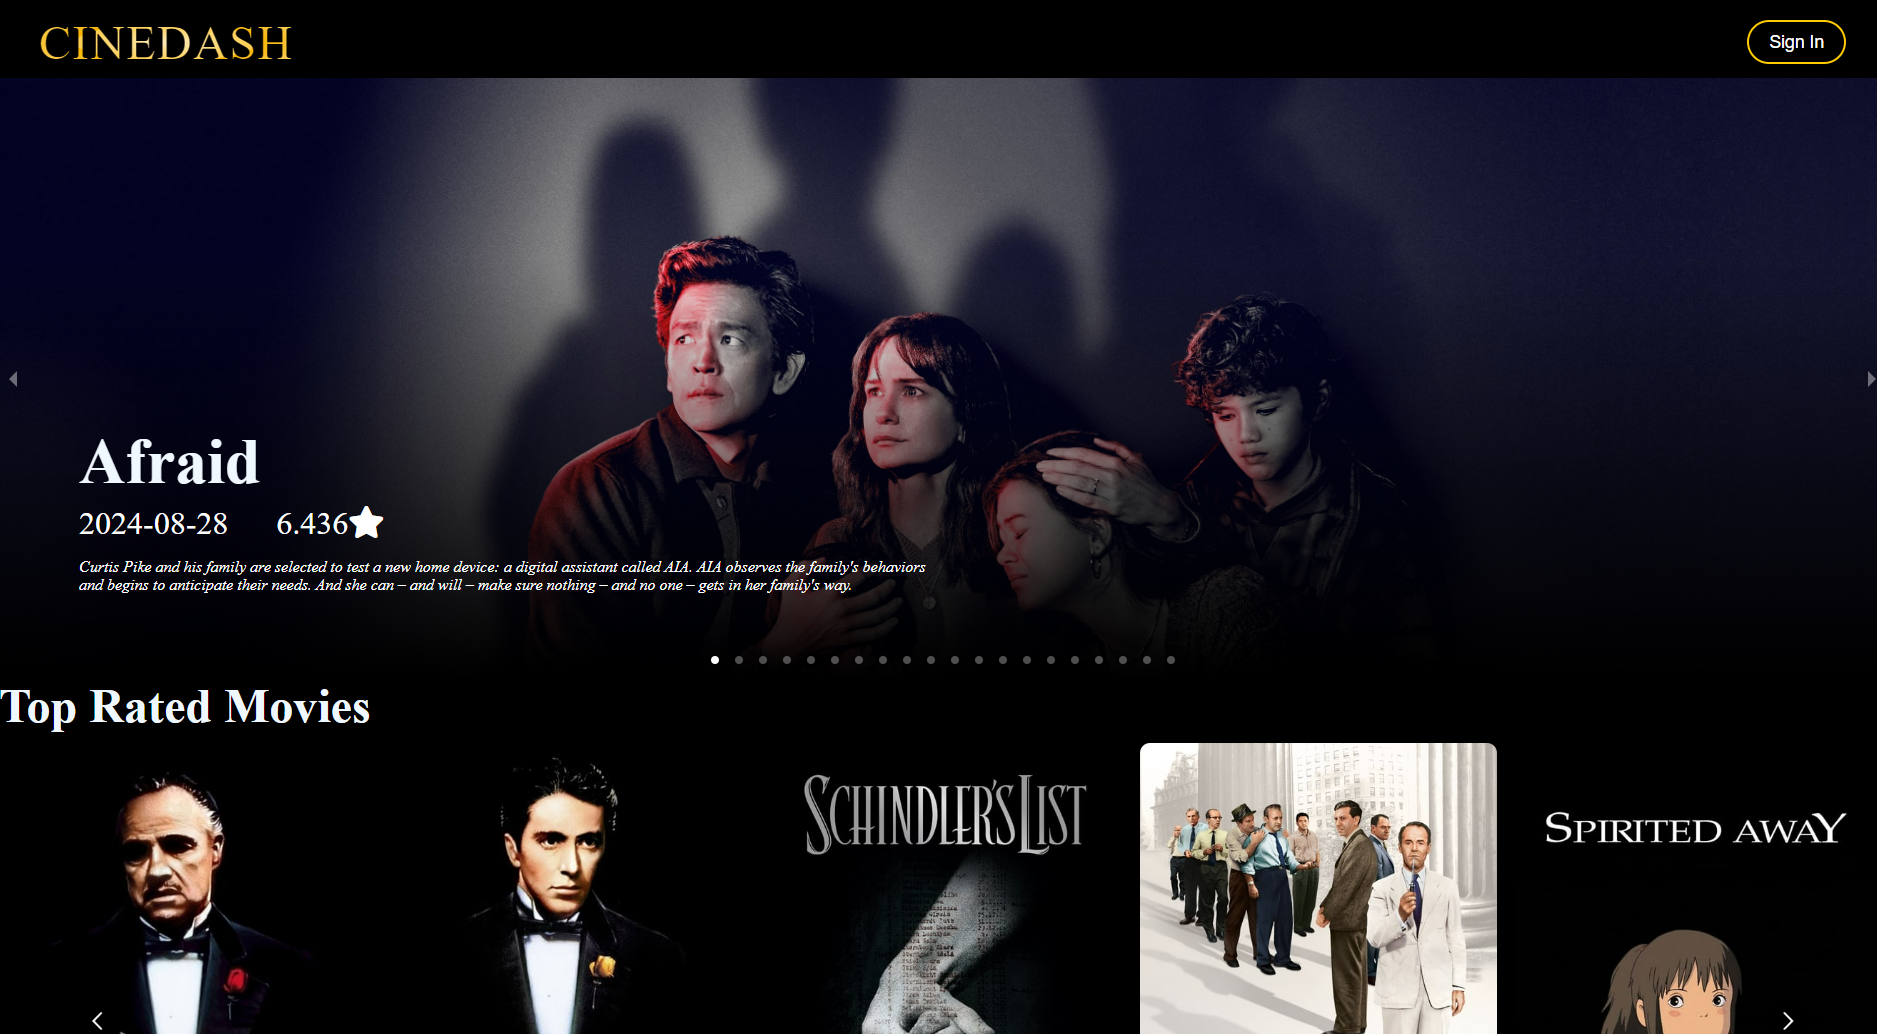 CINEDASH
Sign In
Afraid
2024-08-28 6.436
Curtis Pike and his family are selected to test a new home device: a digital assistant called AIA. AIA observes the family's behaviors
and begins to anticipate their needs. And she can – and will – make sure nothing – and no one – gets in her family's way.
Top Rated Movies
SCHINDLER'S LIST
SPIRITED AWAY